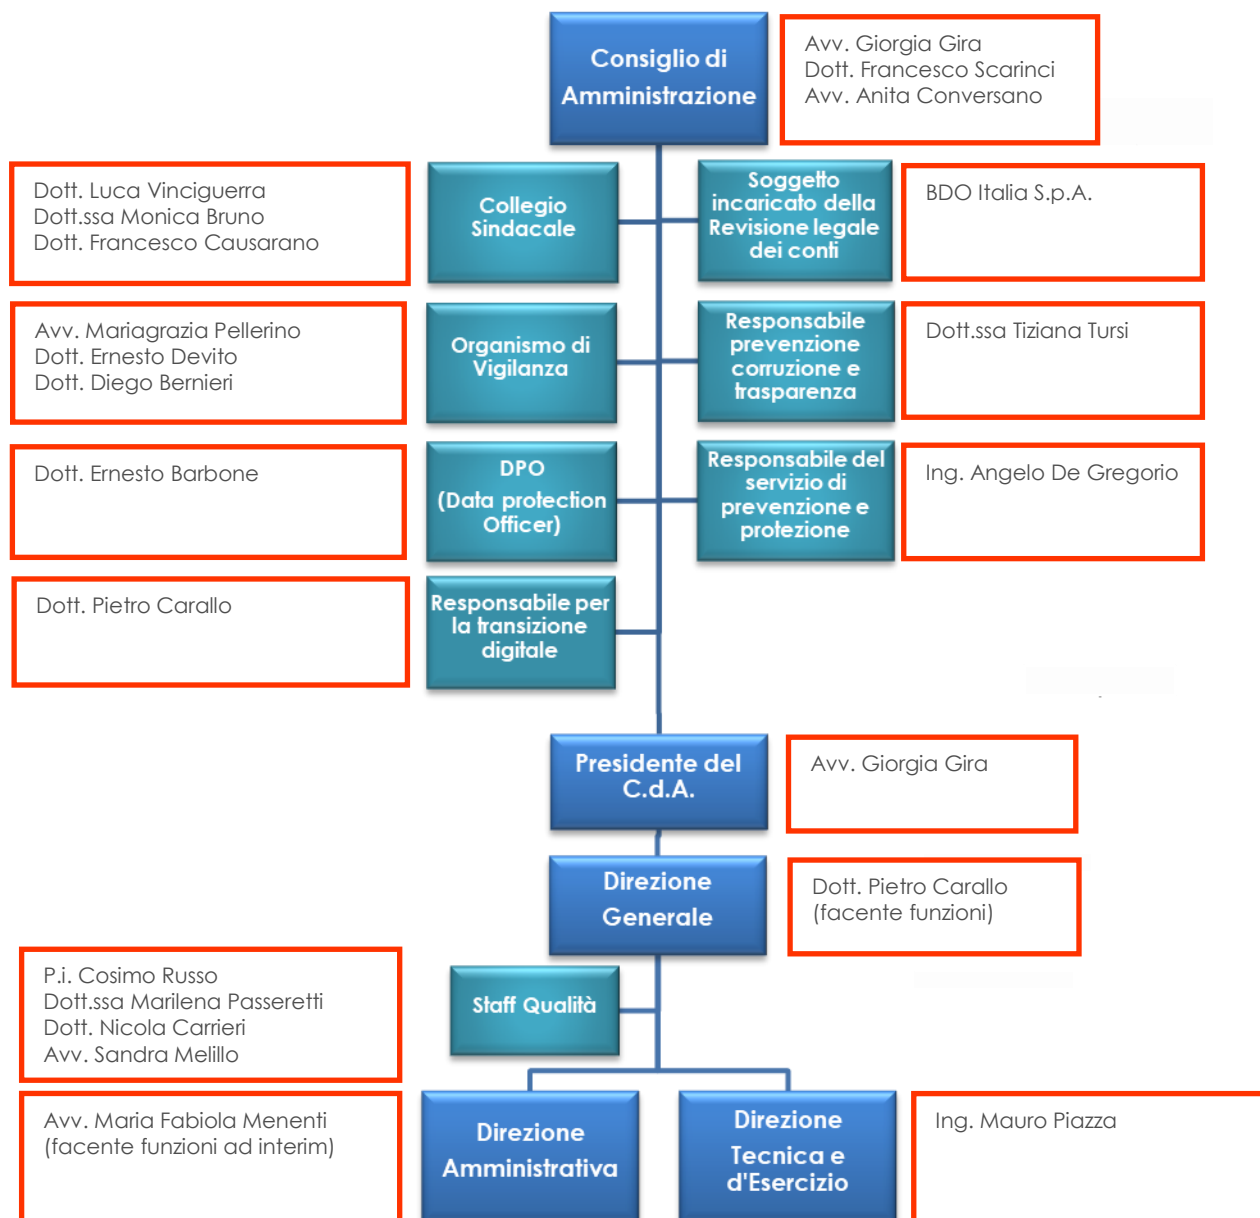 Consiglio di
Amministrazione
Avv. Giorgia Gira
Dott. Francesco Scarinci
Avv. Anita Conversano
Dott. Luca Vinciguerra
Dott.ssa Monica Bruno
Dott. Francesco Causarano
Collegio
Sindacale
Soggetto
incaricato della
Revisione legale
dei conti
BDO Italia S.p.A.
Avv. Mariagrazia Pellerino
Dott. Ernesto Devito
Dott. Diego Bernieri
Organismo di
Vigilanza
Responsabile
prevenzione
corruzione e
trasparenza
Dott.ssa Tiziana Tursi
Dott. Ernesto Barbone
DPO
(Data protection
Officer)
Responsabile del
servizio di
prevenzione e
protezione
Ing. Angelo De Gregorio
Dott. Pietro Carallo
Responsabile per
la transizione
digitale
Presidente del
C.d.A.
Avv. Giorgia Gira
Direzione
Generale
Dott. Pietro Carallo
(facente funzioni)
P.i. Cosimo Russo
Dott.ssa Marilena Passeretti
Dott. Nicola Carrieri
Avv. Sandra Melillo
Staff Qualità
Avv. Maria Fabiola Menenti
(facente funzioni ad interim)
Direzione
Amministrativa
Direzione
Tecnica e
d'Esercizio
Ing. Mauro Piazza